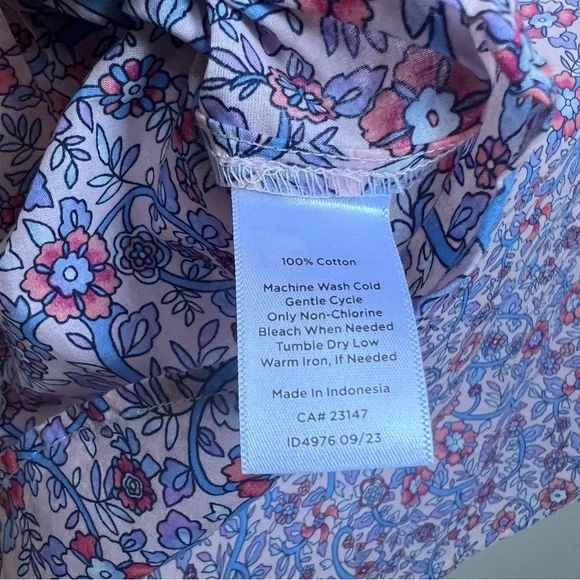 100% Cotton
Machine Wash Cold
Gentle Cycle
Only Non-Chlorine
Bleach When Needed
Tumble Dry Low
Warm Iron, If Needed
Made in Indonesia
CA# 23147
ID4976 09/23